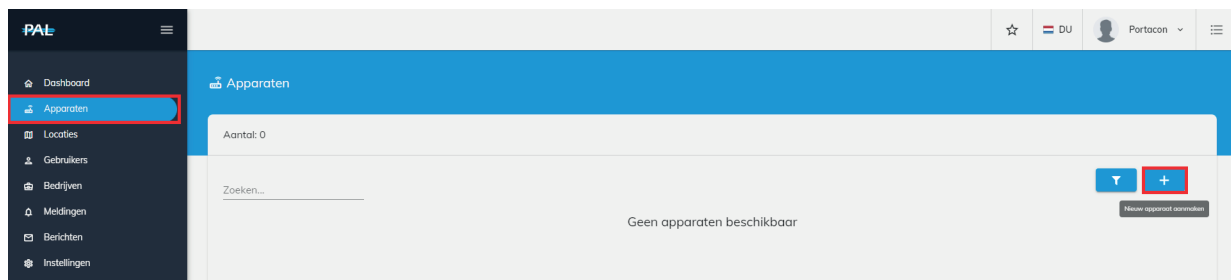 PAL
DU
Portacon
Dashboard
Apparaten
Locaties
Gebruikers
Bedrijven
Meldingen
Berichten
Instellingen
Apparaten
Aantal: 0
Zoeken...
Nieuw apparaat aanmaken
Geen apparaten beschikbaar